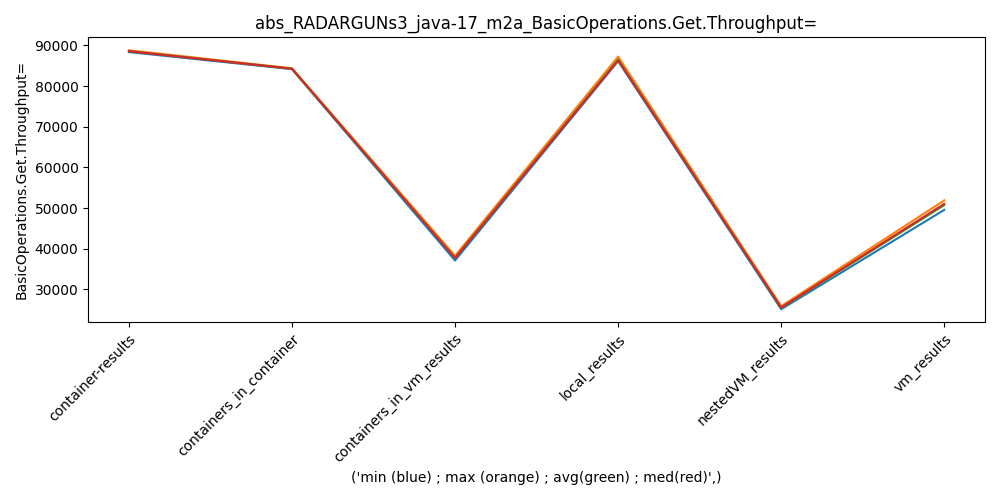 abs_RADARGUNs3_java-17_m2a_BasicOperations.Get.Throughput=
BasicOperations.Get.Throughput=
90000
80000
70000
60000
50000
40000
30000
container-results
containers_in_container
containers_in_vm_results
local_results
nestedVM_results
vm_results
('min (blue) ; max (orange) ; avg(green) ; med(red)',)